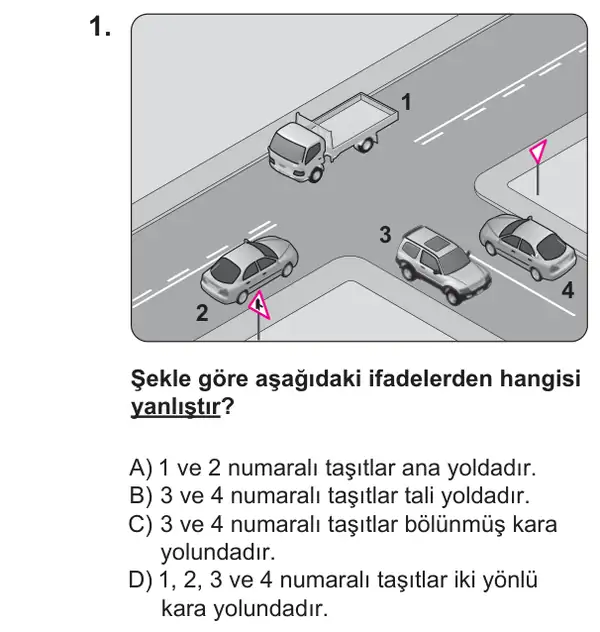 1.
1
3
2
4
Şekle göre aşağıdaki ifadelerden hangisi
yanlıştır?
A) 1 ve 2 numaralı taşıtlar ana yoldadır.
B) 3 ve 4 numaralı taşıtlar tali yoldadır.
C) 3 ve 4 numaralı taşıtlar bölünmüş kara
yolundadır.
D) 1, 2, 3 ve 4 numaralı taşıtlar iki yönlü
kara yolundadır.